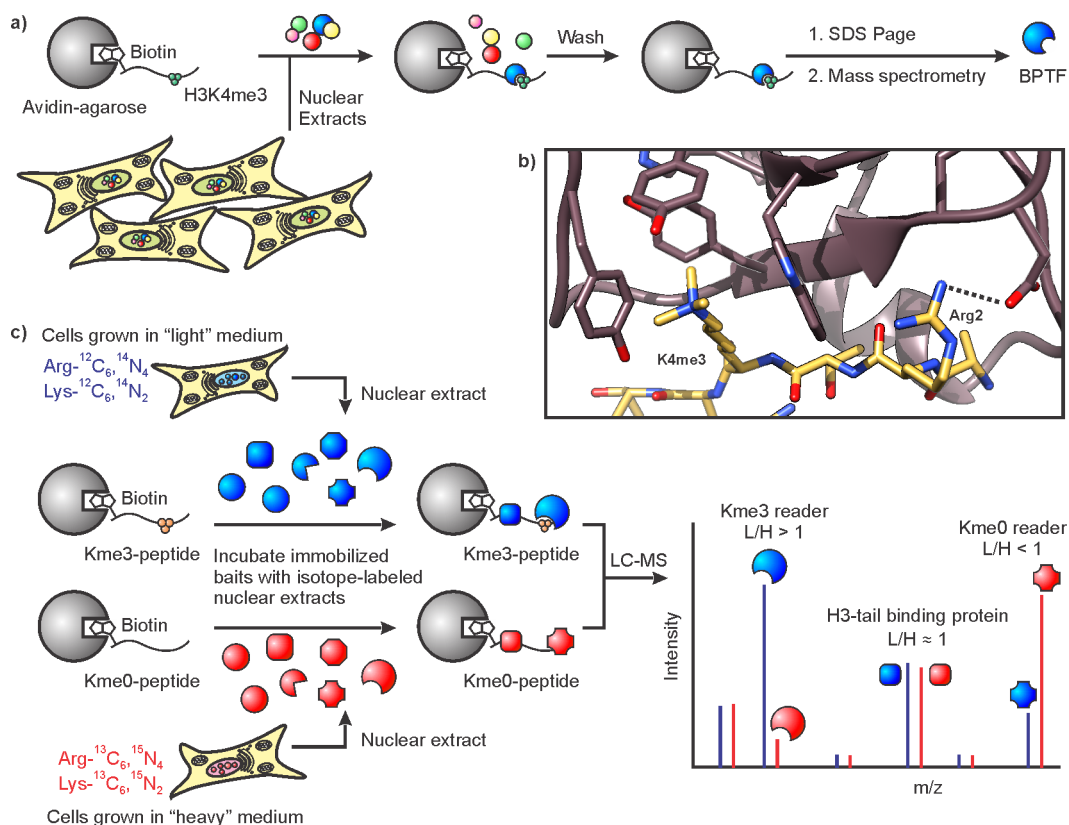 a)
Biotin
H3K4me3
Avidin-agarose
Nuclear
Extracts
Wash
1. SDS Page
2. Mass spectrometry
BPTF
b)
K4me3
Arg2
c)
Cells grown in “light” medium
Arg-¹²C₆,¹⁴N₄
Lys-¹²C₆,¹⁴N₂
Nuclear extract
Biotin
Kme3-peptide
Kme3-peptide
Incubate immobilized
baits with isotope-labeled
nuclear extracts
LC-MS
Biotin
Kme0-peptide
Kme0-peptide
Arg-¹³C₆,¹⁵N₄
Lys-¹³C₆,¹⁵N₂
Nuclear extract
Cells grown in “heavy” medium
Kme3 reader
L/H > 1
Kme0 reader
L/H < 1
H3-tail binding protein
L/H ≈ 1
Intensity
m/z